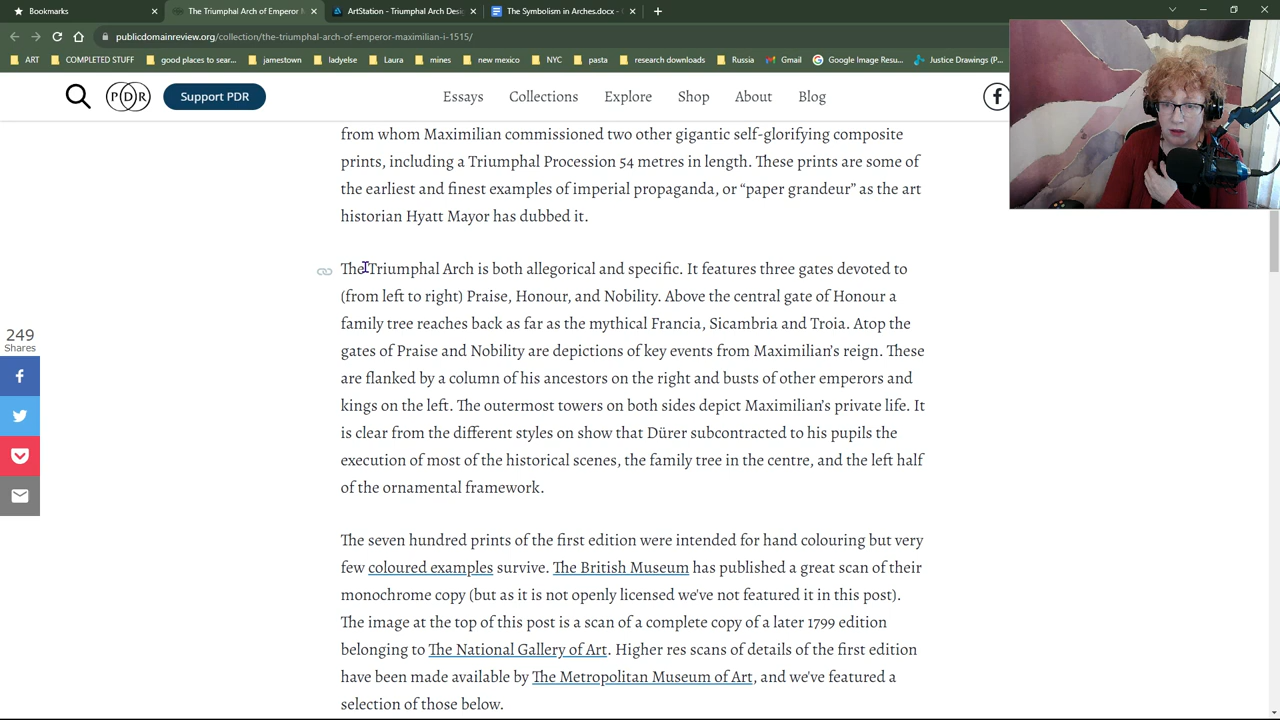 Bookmarks
The Triumphal Arch of Emperor M
ArtStation - Triumphal Arch Desi
The Symbolism in Arches.docx - G
publicdomainreview.org/collection/the-triumphal-arch-of-emperor-maximilian-i-1515/
ART
COMPLETED STUFF
good places to sear...
jamestown
ladyelse
Laura
mines
new mexico
NYC
pasta
research downloads
Russia
Gmail
Google Image Resu...
Justice Drawings (P...
PDR
Support PDR
Essays
Collections
Explore
Shop
About
Blog
from whom Maximilian commissioned two other gigantic self-glorifying composite
prints, including a Triumphal Procession 54 metres in length. These prints are some of
the earliest and finest examples of imperial propaganda, or “paper grandeur” as the art
historian Hyatt Mayor has dubbed it.
The Triumphal Arch is both allegorical and specific. It features three gates devoted to
(from left to right) Praise, Honour, and Nobility. Above the central gate of Honour a
family tree reaches back as far as the mythical Francia, Sicambria and Troia. Atop the
gates of Praise and Nobility are depictions of key events from Maximilian's reign. These
are flanked by a column of his ancestors on the right and busts of other emperors and
kings on the left. The outermost towers on both sides depict Maximilian's private life. It
is clear from the different styles on show that Dürer subcontracted to his pupils the
execution of most of the historical scenes, the family tree in the centre, and the left half
of the ornamental framework.
249
Shares
The seven hundred prints of the first edition were intended for hand colouring but very
few coloured examples survive. The British Museum has published a great scan of their
monochrome copy (but as it is not openly licensed we've not featured it in this post).
The image at the top of this post is a scan of a complete copy of a later 1799 edition
belonging to The National Gallery of Art. Higher res scans of details of the first edition
have been made available by The Metropolitan Museum of Art, and we've featured a
selection of those below.